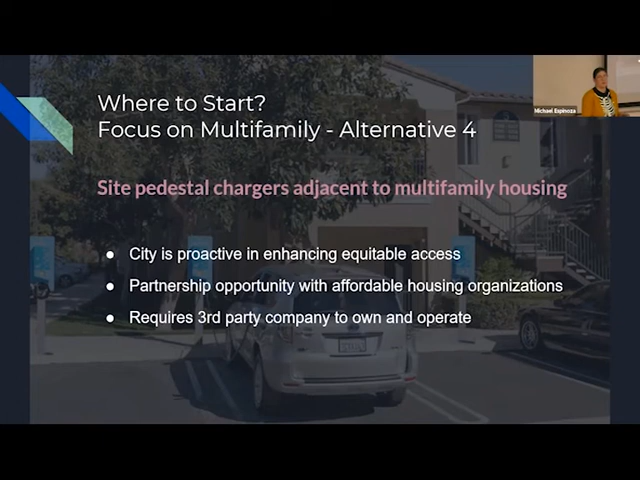 Where to Start?
Focus on Multifamily - Alternative 4
Site pedestal chargers adjacent to multifamily housing
● City is proactive in enhancing equitable access
● Partnership opportunity with affordable housing organizations
● Requires 3rd party company to own and operate
Michael Espinoza